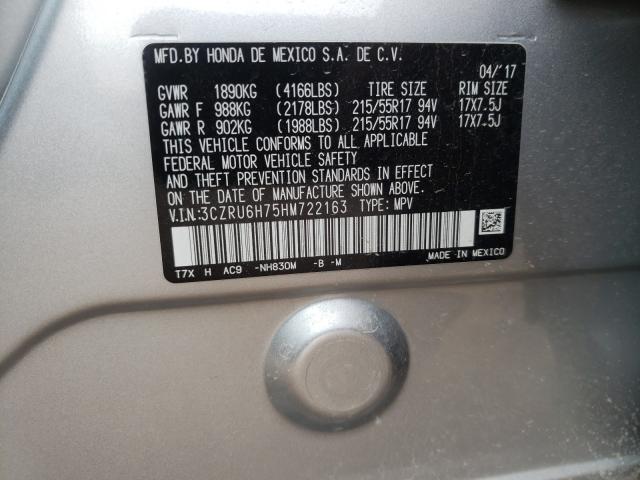 MFD.BY HONDA DE MEXICO S.A. DE C.V.
04/'17
GVWR 1890KG (4166LBS) TIRE SIZE RIM SIZE
GAWR F 988KG (2178LBS) 215/55R17 94V 17X7.5J
GAWR R 902KG (1988LBS) 215/55R17 94V 17X7.5J
THIS VEHICLE CONFORMS TO ALL APPLICABLE
FEDERAL MOTOR VEHICLE SAFETY
AND THEFT PREVENTION STANDARDS IN EFFECT
ON THE DATE OF MANUFACTURE SHOWN ABOVE.
V.I.N:3CZRU6H75HM722163 TYPE: MPV
T7X H AC9 -NH830M -B -M MADE IN MEXICO